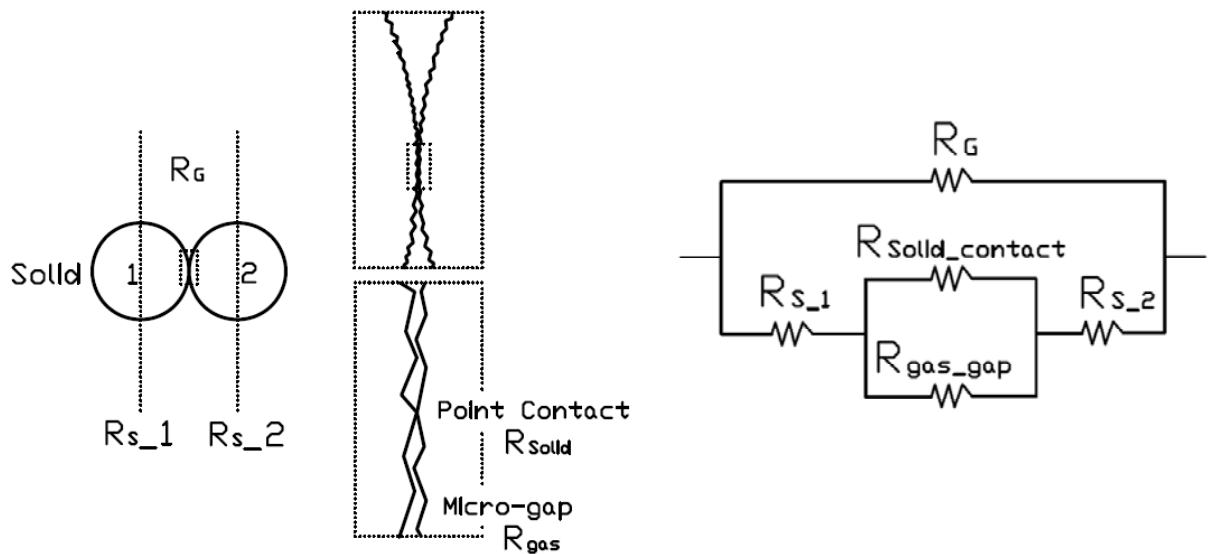 RG
Solid
1
2
Rs_1
Rs_2
Point Contact
RSolid
Micro-gap
Rgas
RG
RSolid_contact
RS_1
RS_2
Rgas_gap